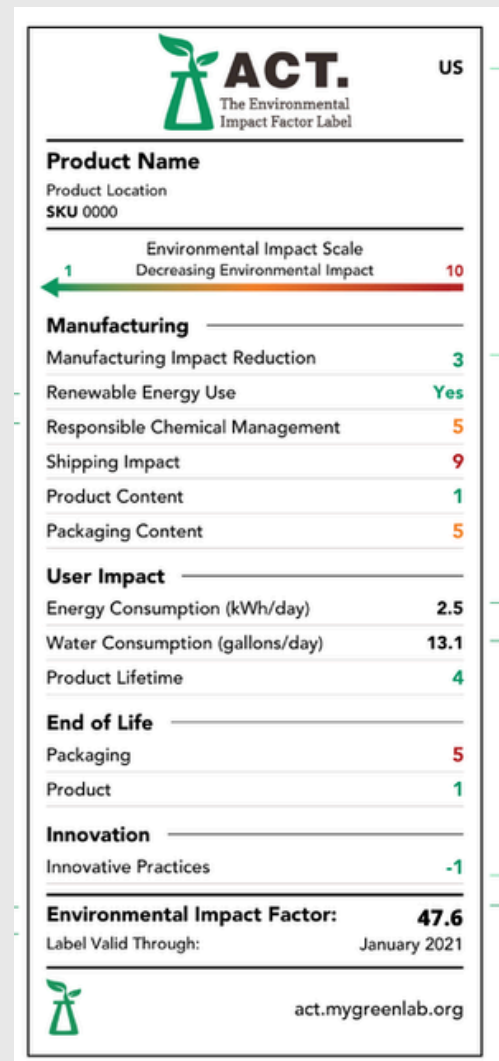 ACT.
US
The Environmental
Impact Factor Label
Product Name
Product Location
SKU 0000
Environmental Impact Scale
1 Decreasing Environmental Impact 10
Manufacturing
Manufacturing Impact Reduction 3
Renewable Energy Use Yes
Responsible Chemical Management 5
Shipping Impact 9
Product Content 1
Packaging Content 5
User Impact
Energy Consumption (kWh/day) 2.5
Water Consumption (gallons/day) 13.1
Product Lifetime 4
End of Life
Packaging 5
Product 1
Innovation
Innovative Practices -1
Environmental Impact Factor: 47.6
Label Valid Through: January 2021
act.mygreenlab.org